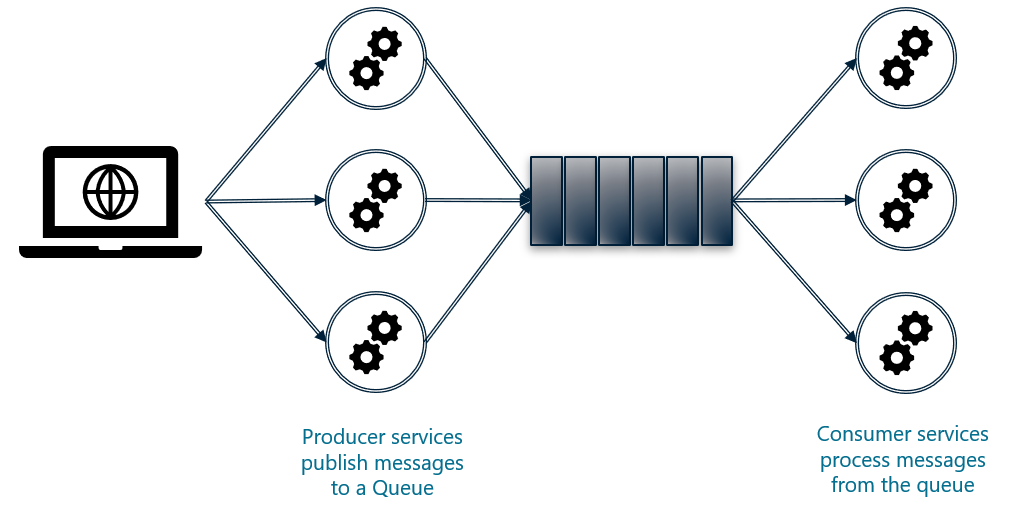 Producer services
publish messages
to a Queue
Consumer services
process messages
from the queue